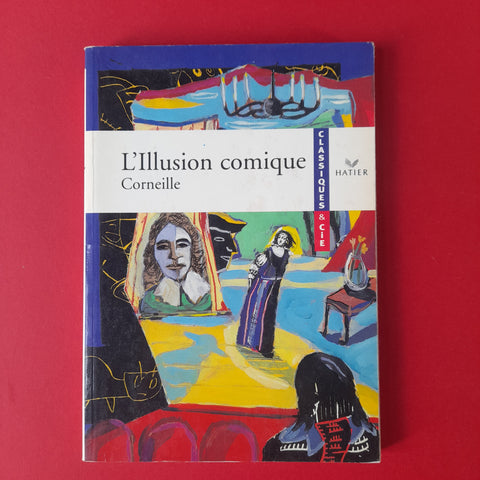 L'Illusion comique
Corneille
CLASSIQUES & CIE
HATIER